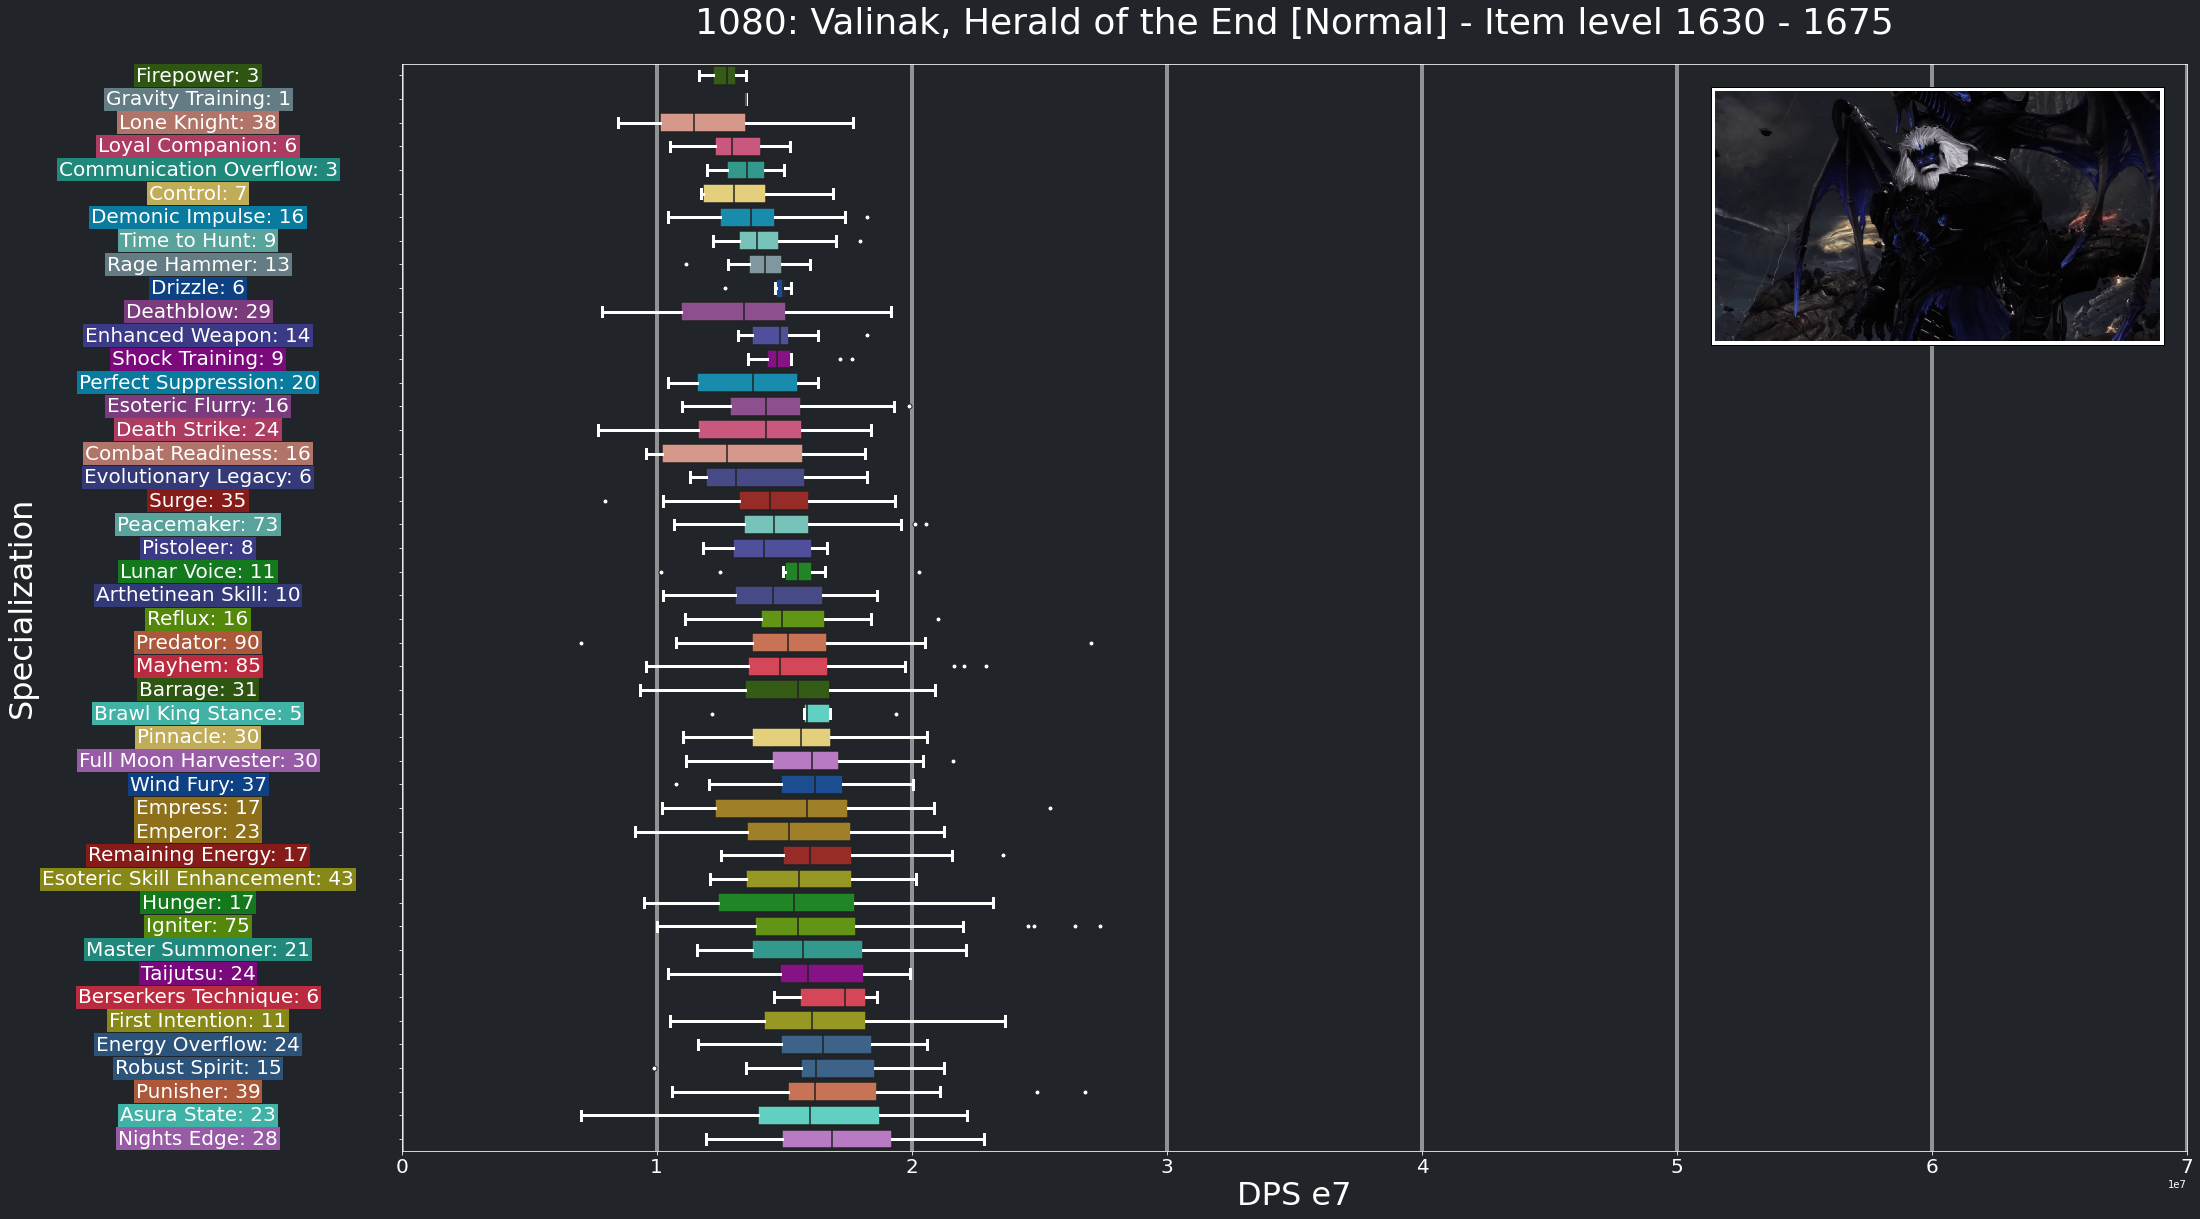 1080: Valinak, Herald of the End [Normal] - Item level 1630 - 1675
Specialization
Firepower: 3
Gravity Training: 1
Lone Knight: 38
Loyal Companion: 6
Communication Overflow: 3
Control: 7
Demonic Impulse: 16
Time to Hunt: 9
Rage Hammer: 13
Drizzle: 6
Deathblow: 29
Enhanced Weapon: 14
Shock Training: 9
Perfect Suppression: 20
Esoteric Flurry: 16
Death Strike: 24
Combat Readiness: 16
Evolutionary Legacy: 6
Surge: 35
Peacemaker: 73
Pistoleer: 8
Lunar Voice: 11
Arthetinean Skill: 10
Reflux: 16
Predator: 90
Mayhem: 85
Barrage: 31
Brawl King Stance: 5
Pinnacle: 30
Full Moon Harvester: 30
Wind Fury: 37
Empress: 17
Emperor: 23
Remaining Energy: 17
Esoteric Skill Enhancement: 43
Hunger: 17
Igniter: 75
Master Summoner: 21
Taijutsu: 24
Berserkers Technique: 6
First Intention: 11
Energy Overflow: 24
Robust Spirit: 15
Punisher: 39
Asura State: 23
Nights Edge: 28
0 1 2 3 4 5 6 7
1e7
DPS e7